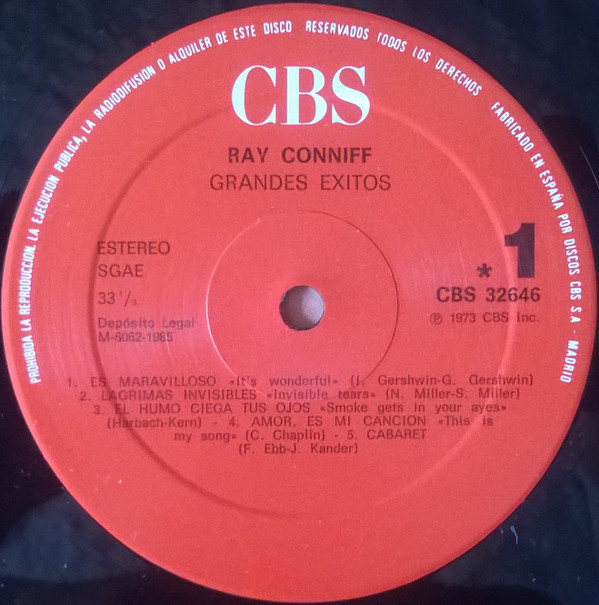 PROHIBIDA LA REPRODUCCION, LA EJECUCION PUBLICA, LA RADIODIFUSION O ALQUILER DE ESTE DISCO RESERVADOS TODOS LOS DERECHOS FABRICADO EN ESPAÑA POR DISCOS CBS S.A. - MADRID
CBS
RAY CONNIFF
GRANDES EXITOS
ESTEREO
SGAE
33 1/3
Depósito Legal
M-6062-1985
* 1
CBS 32646
℗ 1973 CBS Inc.
1. ES MARAVILLOSO «It's wonderful» (I. Gershwin-G. Gershwin)
2. LAGRIMAS INVISIBLES «Invisible tears» (N. Miller-S. Miller)
3. EL HUMO CIEGA TUS OJOS «Smoke gets in your ayes»
(Harbach-Kern) - 4. AMOR, ES MI CANCION «This is
my song» (C. Chaplin) - 5. CABARET
(F. Ebb-J. Kander)